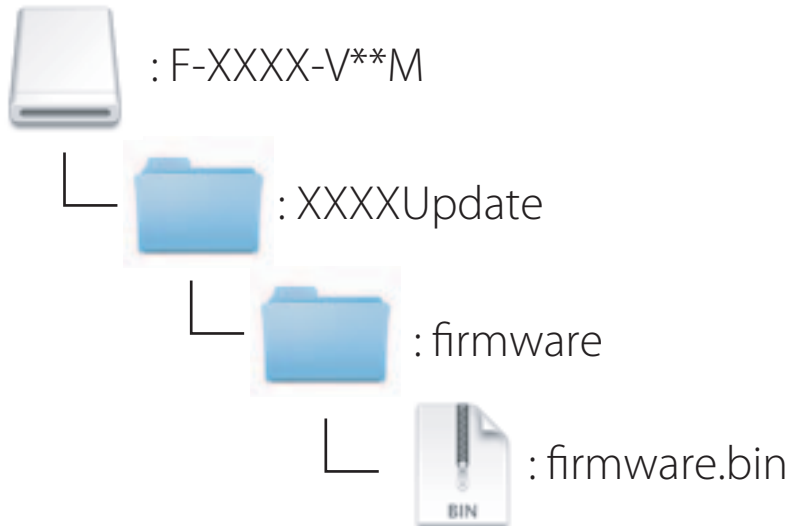 : F-XXXX-V**M
: XXXXUpdate
: firmware
: firmware.bin
BIN